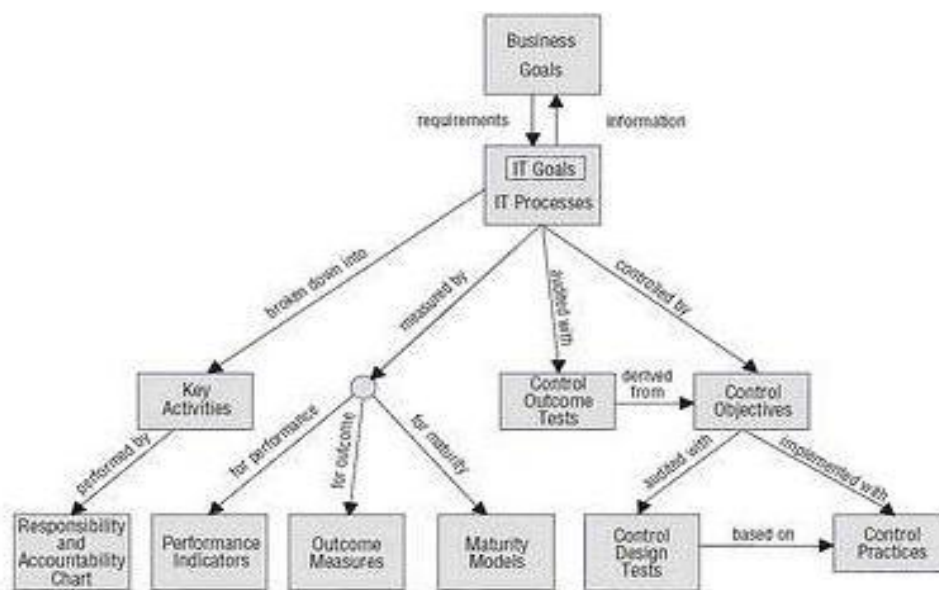 Business
Goals
requirements
information
IT Goals
IT Processes
broken down into
measured by
audited with
controlled by
Key
Activities
Control
Outcome
Tests
derived
from
Control
Objectives
performed by
for performance
for outcome
for maturity
audited with
implemented with
Responsibility
and
Accountability
Chart
Performance
Indicators
Outcome
Measures
Maturity
Models
Control
Design
Tests
based on
Control
Practices